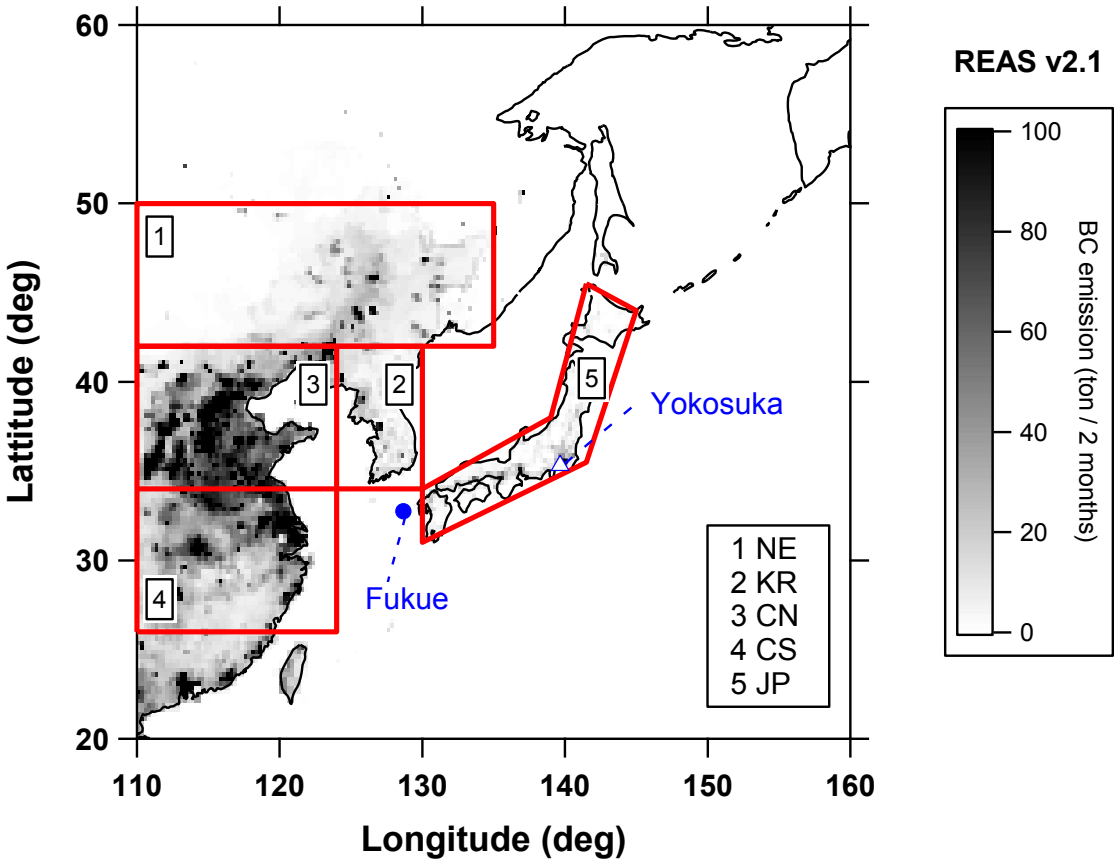 60
50
40
30
20
110
120
130
140
150
160
Lattitude (deg)
Longitude (deg)
1
2
3
4
5
Yokosuka
Fukue
1 NE
2 KR
3 CN
4 CS
5 JP
REAS v2.1
100
80
60
40
20
0
BC emission (ton / 2 months)